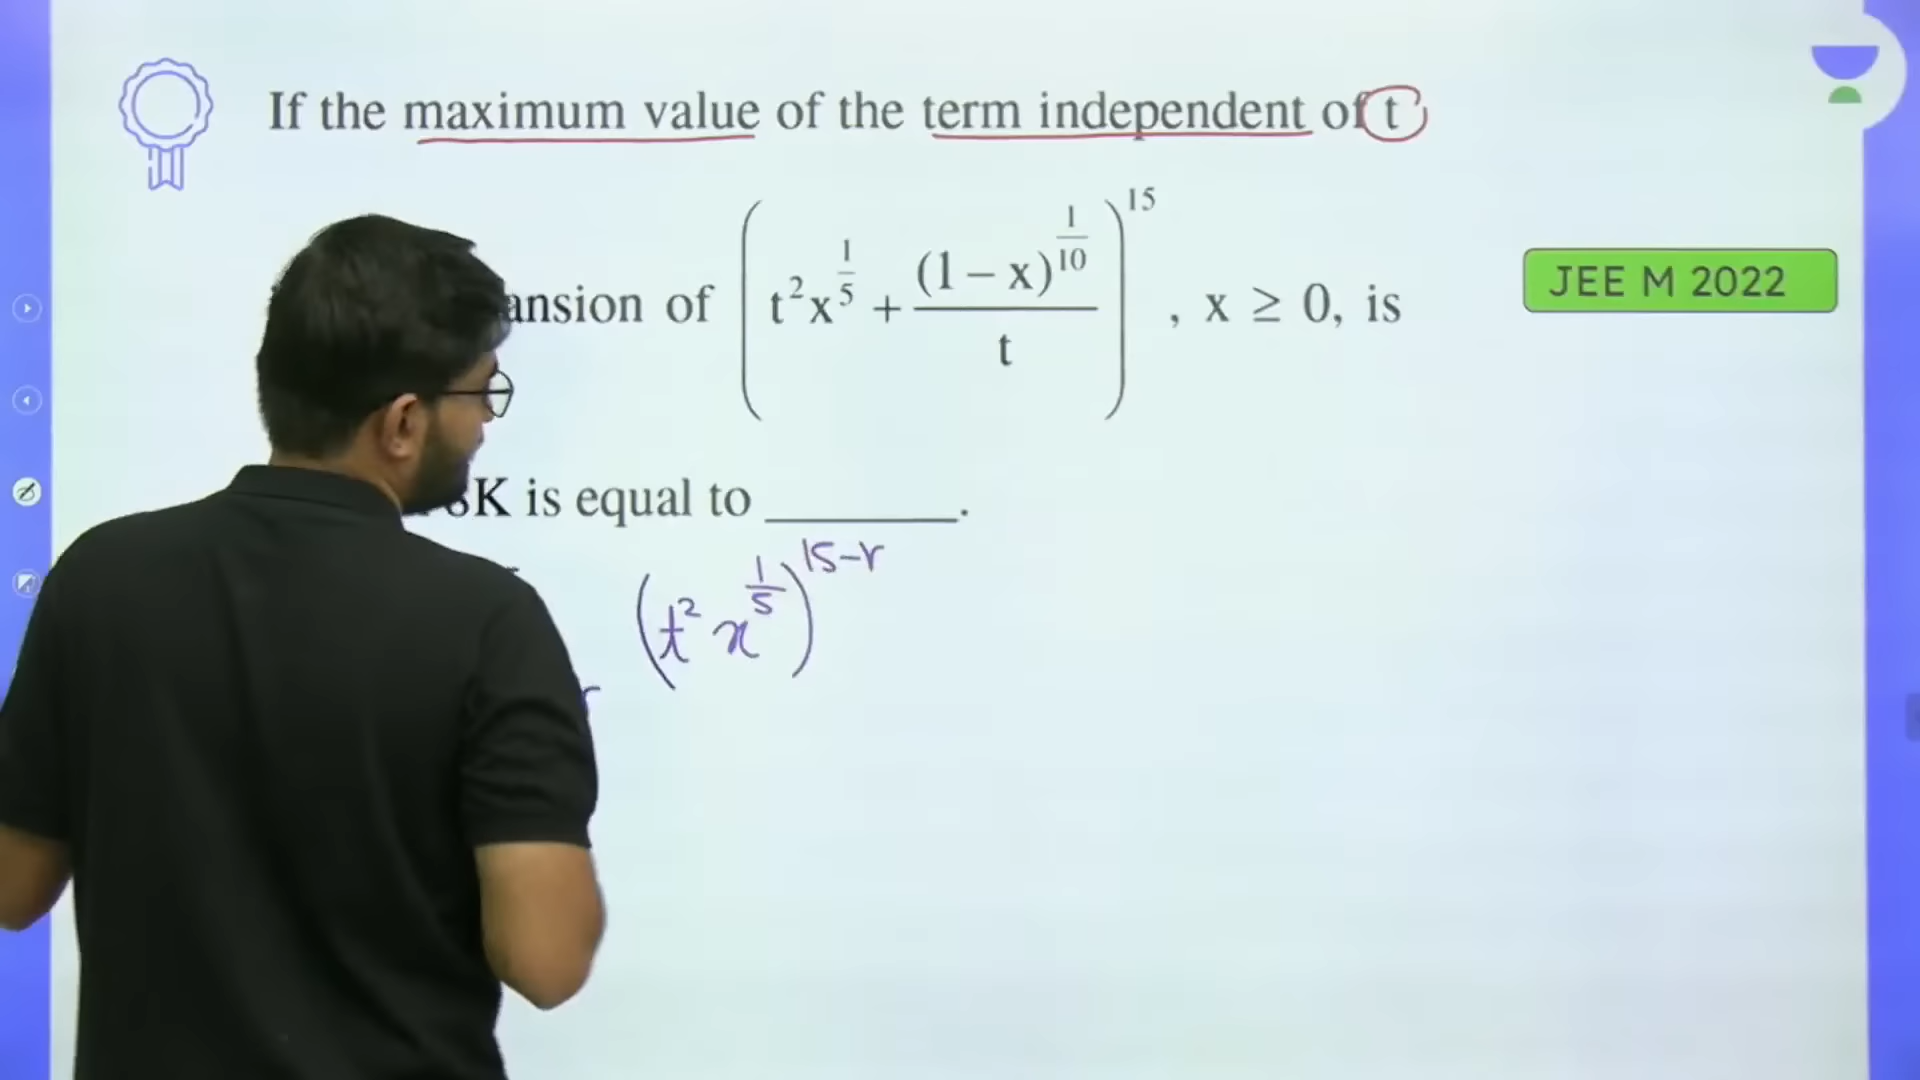 If the maximum value of the term independent of t
ansion of (t²x^(1/5) + (1 – x)^(1/10) / t)^15 , x ≥ 0, is
JEE M 2022
K is equal to ______.
(t² x^(1/5))^(15-r)